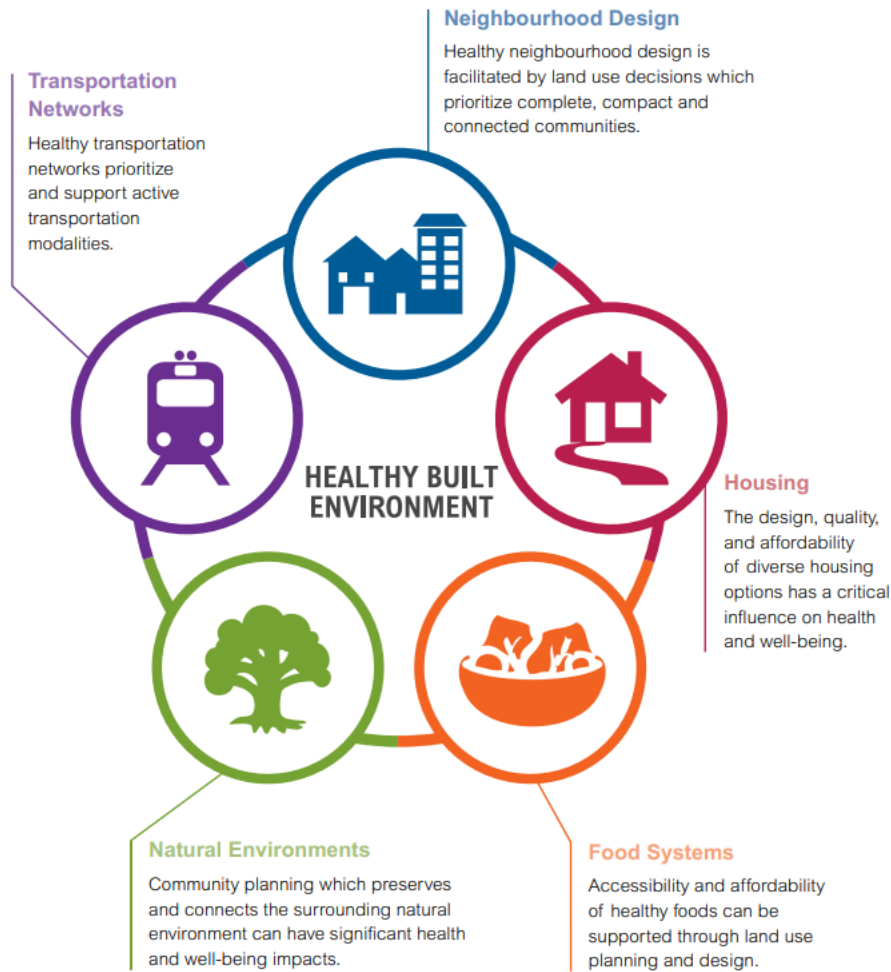 Neighbourhood Design
Healthy neighbourhood design is
facilitated by land use decisions which
prioritize complete, compact and
connected communities.
Transportation
Networks
Healthy transportation
networks prioritize
and support active
transportation
modalities.
HEALTHY BUILT
ENVIRONMENT
Housing
The design, quality,
and affordability
of diverse housing
options has a critical
influence on health
and well-being.
Natural Environments
Community planning which preserves
and connects the surrounding natural
environment can have significant health
and well-being impacts.
Food Systems
Accessibility and affordability
of healthy foods can be
supported through land use
planning and design.